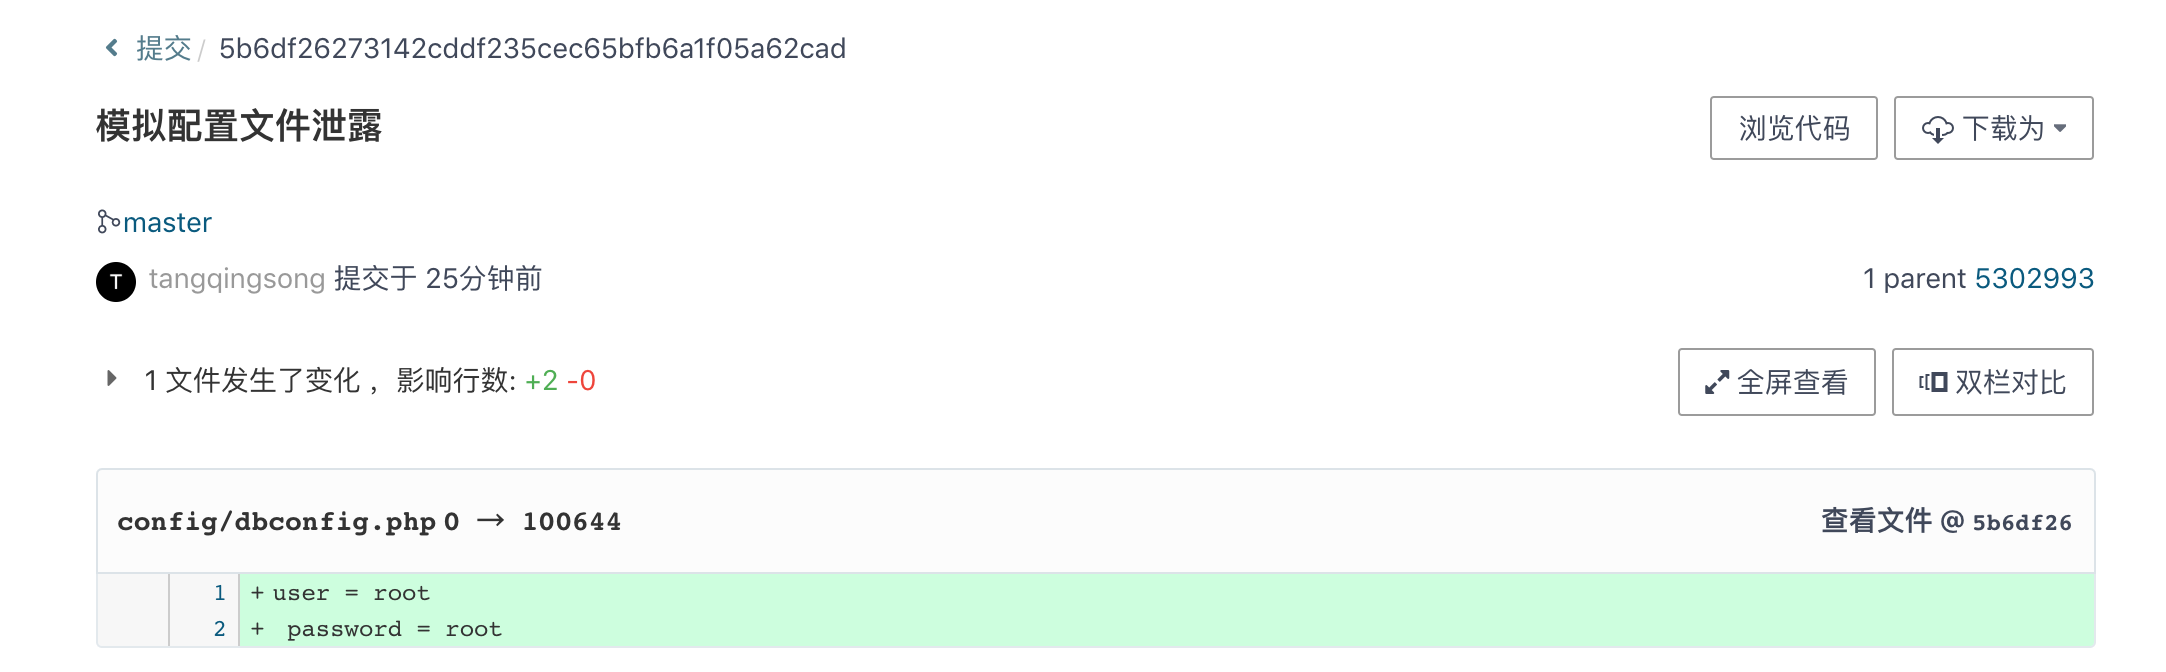 提交 / 5b6df26273142cddf235cec65bfb6a1f05a62cad
模拟配置文件泄露
浏览代码
下载为
master
T
tangqingsong 提交于 25分钟前
1 parent 5302993
1 文件发生了变化 ，影响行数: +2 -0
全屏查看
双栏对比
config/dbconfig.php 0 → 100644
查看文件 @ 5b6df26
1 + user = root
2 + password = root